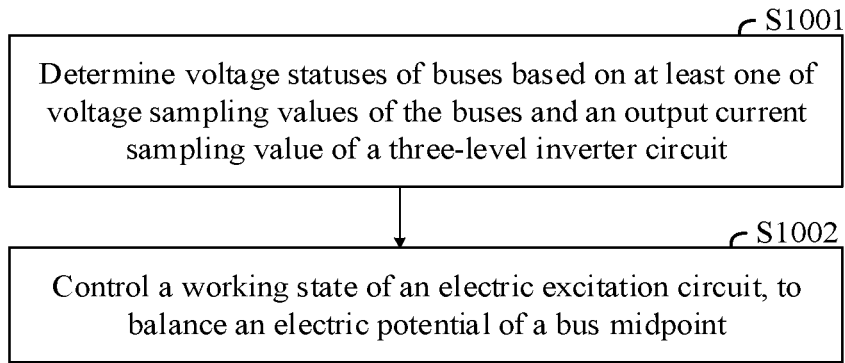 S1001
Determine voltage statuses of buses based on at least one of
voltage sampling values of the buses and an output current
sampling value of a three-level inverter circuit
S1002
Control a working state of an electric excitation circuit, to
balance an electric potential of a bus midpoint